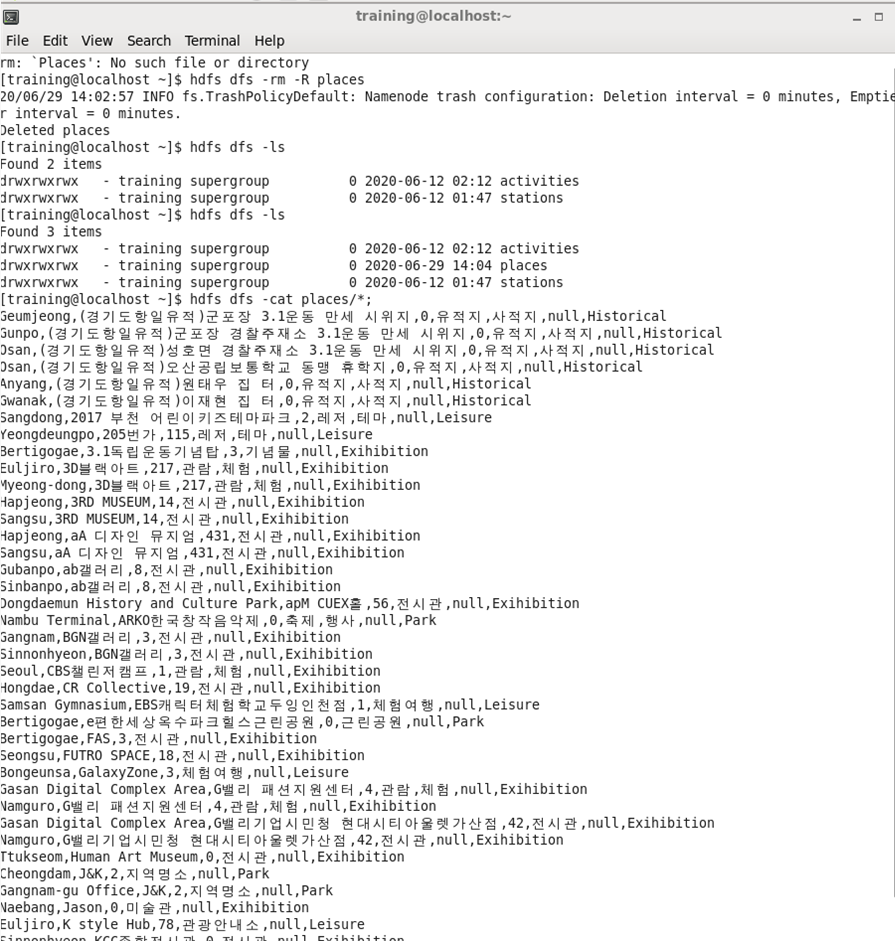 training@localhost:~
File Edit View Search Terminal Help
rm: `Places': No such file or directory
[training@localhost ~]$ hdfs dfs -rm -R places
20/06/29 14:02:57 INFO fs.TrashPolicyDefault: Namenode trash configuration: Deletion interval = 0 minutes, Emptie
r interval = 0 minutes.
Deleted places
[training@localhost ~]$ hdfs dfs -ls
Found 2 items
drwxrwxrwx   - training supergroup          0 2020-06-12 02:12 activities
drwxrwxrwx   - training supergroup          0 2020-06-12 01:47 stations
[training@localhost ~]$ hdfs dfs -ls
Found 3 items
drwxrwxrwx   - training supergroup          0 2020-06-12 02:12 activities
drwxrwxrwx   - training supergroup          0 2020-06-29 14:04 places
drwxrwxrwx   - training supergroup          0 2020-06-12 01:47 stations
[training@localhost ~]$ hdfs dfs -cat places/*;
Geumjeong,(경기도항일유적)군포장 3.1운동 만세 시위지,0,유적지,사적지,null,Historical
Gunpo,(경기도항일유적)군포장 경찰주재소 3.1운동 만세 시위지,0,유적지,사적지,null,Historical
Osan,(경기도항일유적)성호면 경찰주재소 3.1운동 만세 시위지,0,유적지,사적지,null,Historical
Osan,(경기도항일유적)오산공립보통학교 동맹 휴학지,0,유적지,사적지,null,Historical
Anyang,(경기도항일유적)원태우 집 터,0,유적지,사적지,null,Historical
Gwanak,(경기도항일유적)이재현 집 터,0,유적지,사적지,null,Historical
Sangdong,2017 부천 어린이키즈테마파크,2,레저,테마,null,Leisure
Yeongdeungpo,205번가,115,레저,테마,null,Leisure
Bertigogae,3.1독립운동기념탑,3,기념물,null,Exihibition
Euljiro,3D블랙아트,217,관람,체험,null,Exihibition
Myeong-dong,3D블랙아트,217,관람,체험,null,Exihibition
Hapjeong,3RD MUSEUM,14,전시관,null,Exihibition
Sangsu,3RD MUSEUM,14,전시관,null,Exihibition
Hapjeong,aA 디자인 뮤지엄,431,전시관,null,Exihibition
Sangsu,aA 디자인 뮤지엄,431,전시관,null,Exihibition
Gubanpo,ab갤러리,8,전시관,null,Exihibition
Sinbanpo,ab갤러리,8,전시관,null,Exihibition
Dongdaemun History and Culture Park,apM CUEX홀,56,전시관,null,Exihibition
Nambu Terminal,ARKO한국창작음악제,0,축제,행사,null,Park
Gangnam,BGN갤러리,3,전시관,null,Exihibition
Sinnonhyeon,BGN갤러리,3,전시관,null,Exihibition
Seoul,CBS챌린저캠프,1,관람,체험,null,Exihibition
Hongdae,CR Collective,19,전시관,null,Exihibition
Samsan Gymnasium,EBS캐릭터체험학교두잉인천점,1,체험여행,null,Leisure
Bertigogae,e편한세상옥수파크힐스근린공원,0,근린공원,null,Park
Bertigogae,FAS,3,전시관,null,Exihibition
Seongsu,FUTRO SPACE,18,전시관,null,Exihibition
Bongeunsa,GalaxyZone,3,체험여행,null,Leisure
Gasan Digital Complex Area,G밸리 패션지원센터,4,관람,체험,null,Exihibition
Namguro,G밸리 패션지원센터,4,관람,체험,null,Exihibition
Gasan Digital Complex Area,G밸리기업시민청 현대시티아울렛가산점,42,전시관,null,Exihibition
Namguro,G밸리기업시민청 현대시티아울렛가산점,42,전시관,null,Exihibition
Ttukseom,Human Art Museum,0,전시관,null,Exihibition
Cheongdam,J&K,2,지역명소,null,Park
Gangnam-gu Office,J&K,2,지역명소,null,Park
Naebang,Jason,0,미술관,null,Exihibition
Euljiro,K style Hub,78,관광안내소,null,Leisure
Sinnonhyeon,KCC종합전시관,0,전시관,null,Exihibition